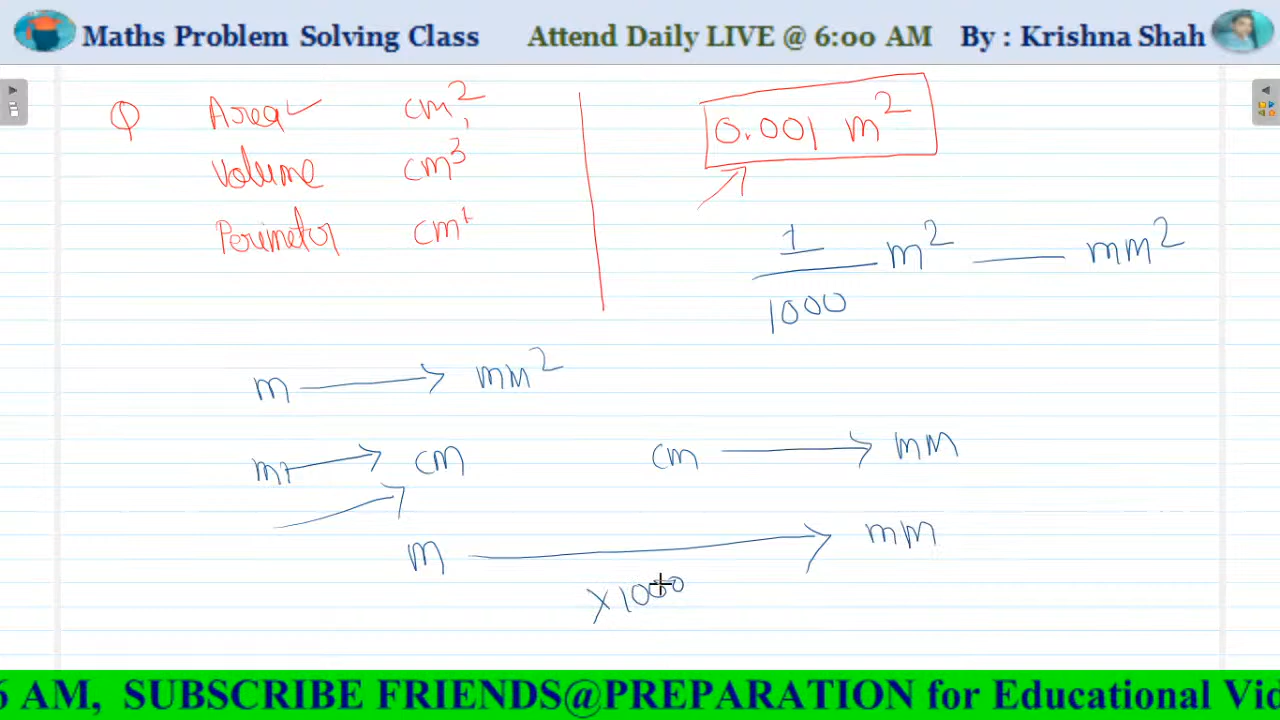 Maths Problem Solving Class Attend Daily LIVE @ 6:00 AM By : Krishna Shah
Q Area ✓ cm²,
Volume cm³
Perimeter cm¹
0.001 m²
1/1000 m² — mm²
m → mm²
m → cm
cm → mm
m → mm
×1000
6 AM, SUBSCRIBE FRIENDS@PREPARATION for Educational Vid